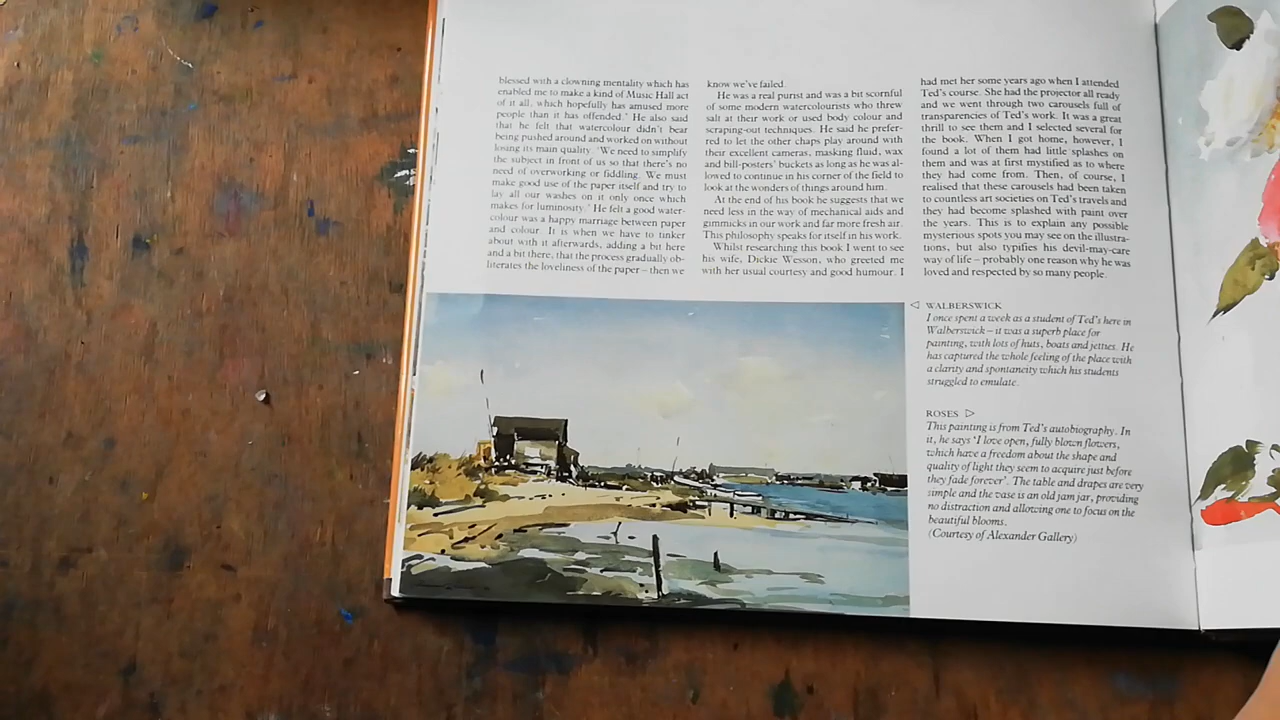 blessed with a clowning mentality which has
enabled me to make a kind of Music Hall act
of it all, which hopefully has amused more
people than it has offended.' He also said
that he felt that watercolour didn't bear
being pushed around and worked on without
losing its main quality. 'We need to simplify
the subject in front of us so that there's no
need of overworking or fiddling. We must
make good use of the paper itself and try to
lay all our washes on it only once which
makes for luminosity.' He felt a good water-
colour was a happy marriage between paper
and colour. 'It is when we have to tinker
about with it afterwards, adding a bit here
and a bit there, that the process gradually ob-
literates the loveliness of the paper – then we
know we've failed.
He was a real purist and was a bit scornful
of some modern watercolourists who threw
salt at their work or used body colour and
scraping-out techniques. He said he prefer-
red to let the other chaps play around with
their excellent cameras, masking fluid, wax
and bill-posters' buckets as long as he was al-
lowed to continue in his corner of the field to
look at the wonders of things around him.
At the end of his book he suggests that we
need less in the way of mechanical aids and
gimmicks in our work and far more fresh air.
This philosophy speaks for itself in his work.
Whilst researching this book I went to see
his wife, Dickie Wesson, who greeted me
with her usual courtesy and good humour. I
had met her some years ago when I attended
Ted's course. She had the projector all ready
and we went through two carousels full of
transparencies of Ted's work. It was a great
thrill to see them and I selected several for
the book. When I got home, however, I
found a lot of them had little splashes on
them and was at first mystified as to where
they had come from. Then, of course, I
realised that these carousels had been taken
to countless art societies on Ted's travels and
they had become splashed with paint over
the years. This is to explain any possible
mysterious spots you may see on the illustra-
tions, but also typifies his devil-may-care
way of life – probably one reason why he was
loved and respected by so many people.
◁ WALBERSWICK
I once spent a week as a student of Ted's here in
Walberswick – it was a superb place for
painting, with lots of huts, boats and jetties. He
has captured the whole feeling of the place with
a clarity and spontaneity which his students
struggled to emulate.
ROSES ▷
This painting is from Ted's autobiography. In
it, he says 'I love open, fully blown flowers,
which have a freedom about the shape and
quality of light they seem to acquire just before
they fade forever'. The table and drapes are very
simple and the vase is an old jam jar, providing
no distraction and allowing one to focus on the
beautiful blooms.
(Courtesy of Alexander Gallery)